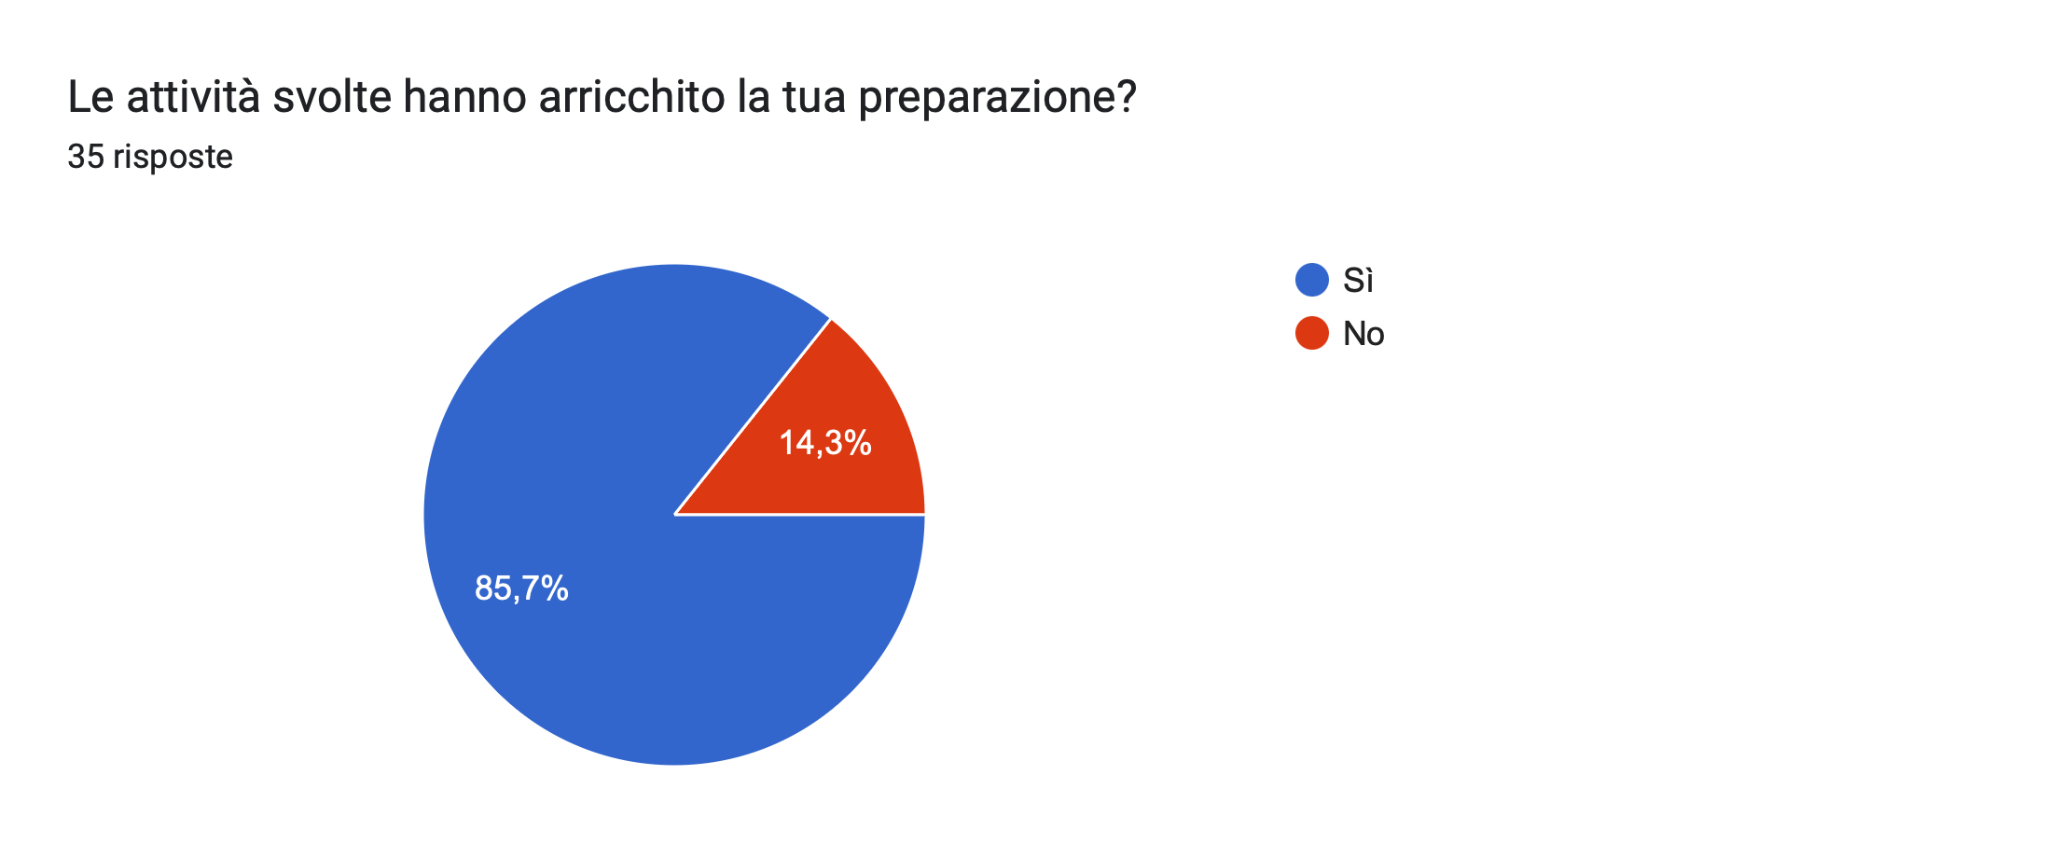 Le attività svolte hanno arricchito la tua preparazione?
35 risposte
Sì
No
14,3%
85,7%